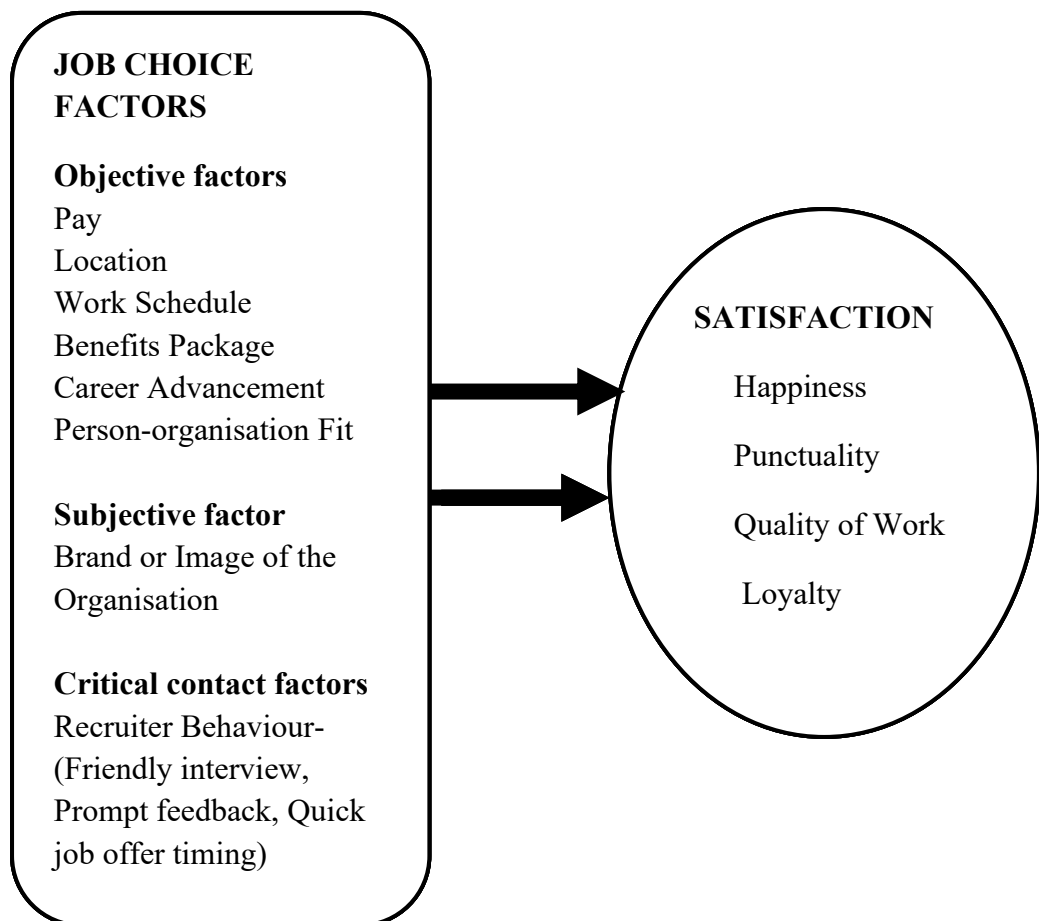 JOB CHOICE
FACTORS
Objective factors
Pay
Location
Work Schedule
Benefits Package
Career Advancement
Person-organisation Fit
Subjective factor
Brand or Image of the
Organisation
Critical contact factors
Recruiter Behaviour-
(Friendly interview,
Prompt feedback, Quick
job offer timing)
SATISFACTION
Happiness
Punctuality
Quality of Work
Loyalty